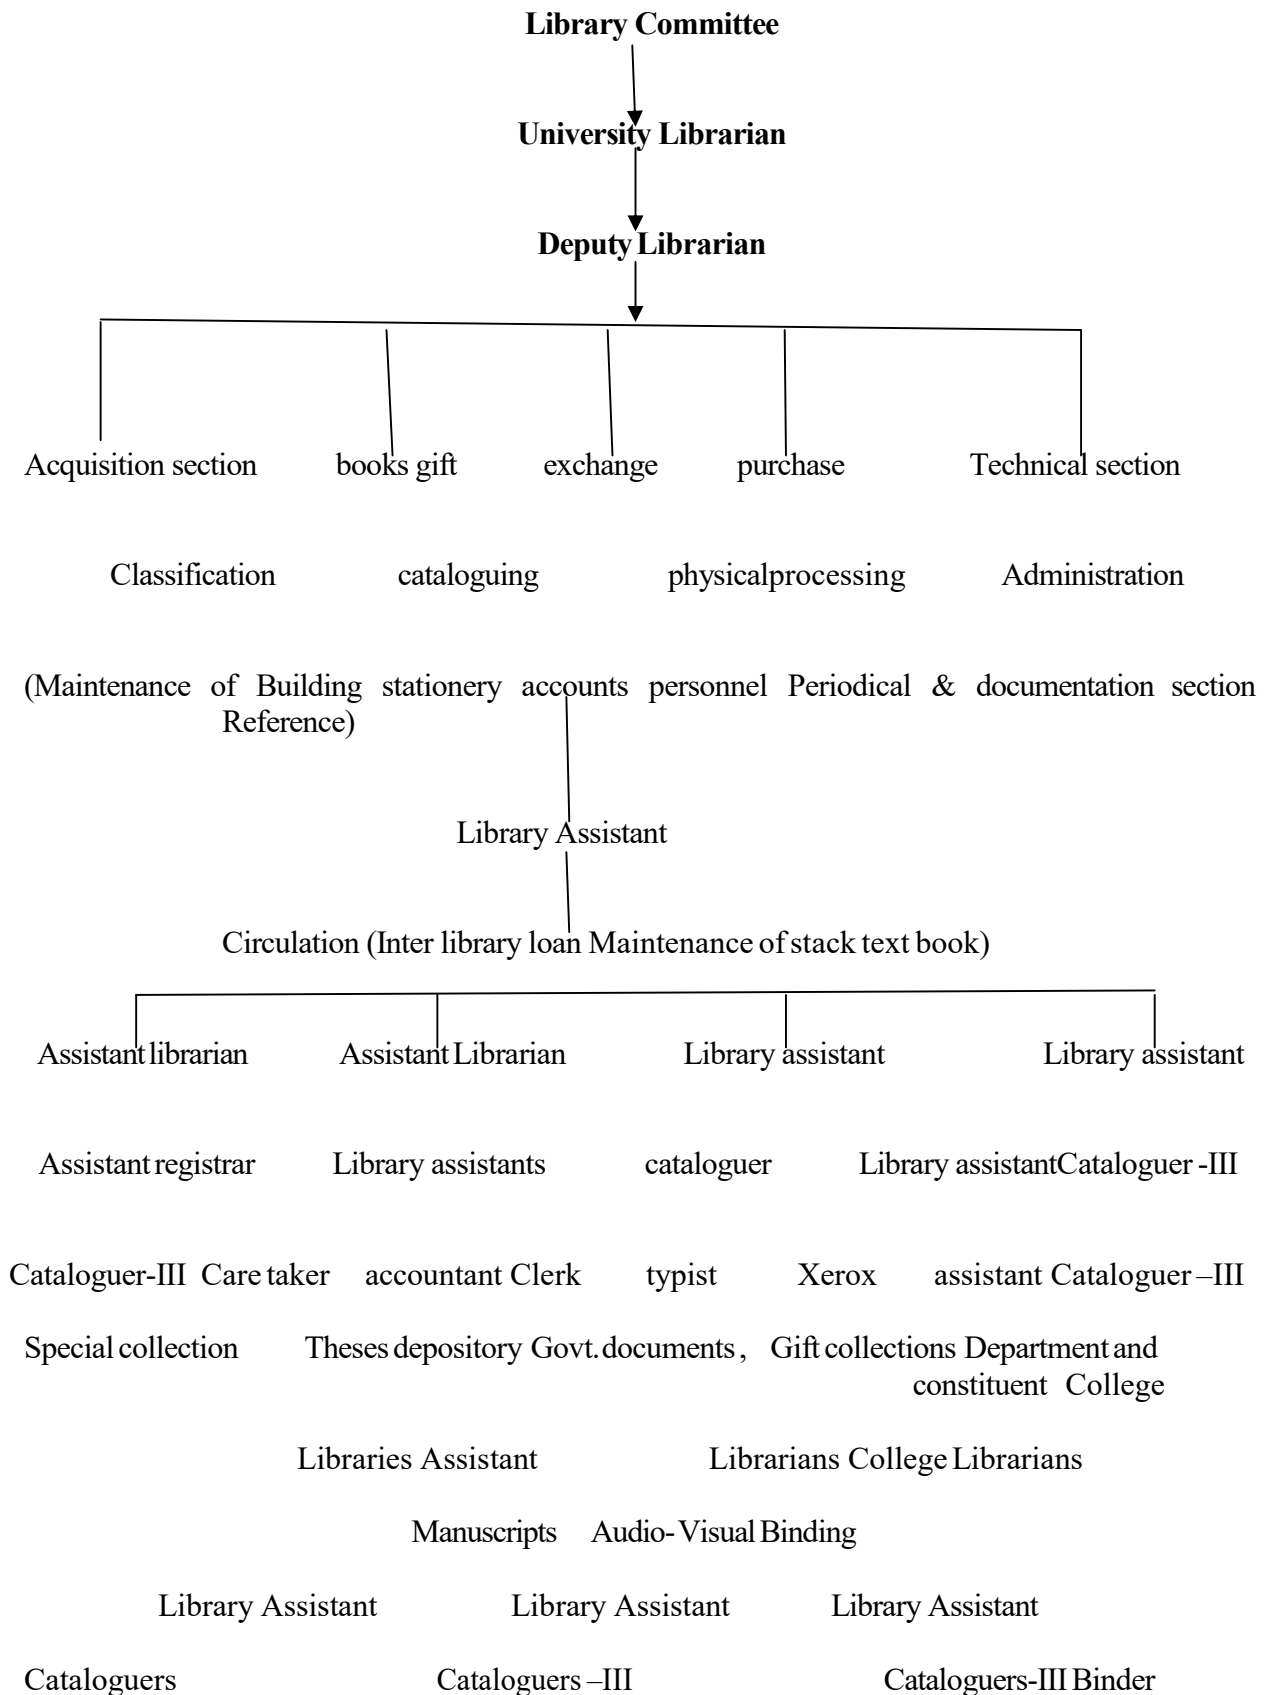 Library Committee
University Librarian
Deputy Librarian
Acquisition section books gift exchange purchase Technical section
Classification cataloguing physicalprocessing Administration
(Maintenance of Building stationery accounts personnel Periodical & documentation section
Reference)
Library Assistant
Circulation (Inter library loan Maintenance of stack text book)
Assistant librarian Assistant Librarian Library assistant Library assistant
Assistant registrar Library assistants cataloguer Library assistantCataloguer -III
Cataloguer-III Care taker accountant Clerk typist Xerox assistant Cataloguer –III
Special collection Theses depository Govt. documents, Gift collections Department and
constituent College
Libraries Assistant Librarians College Librarians
Manuscripts Audio- Visual Binding
Library Assistant Library Assistant Library Assistant
Cataloguers Cataloguers –III Cataloguers-III Binder